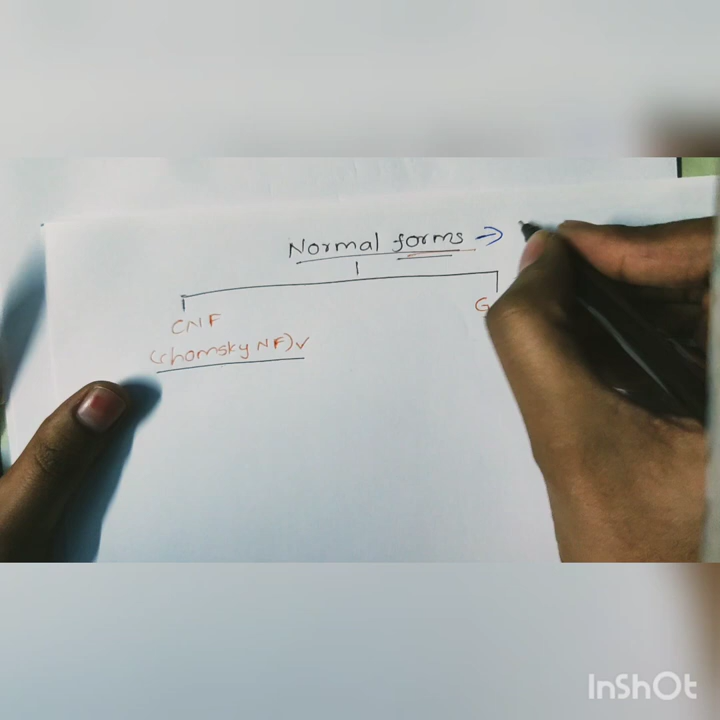 Normal forms →
CNF
G
(Chomsky NF) ✓
InShOt